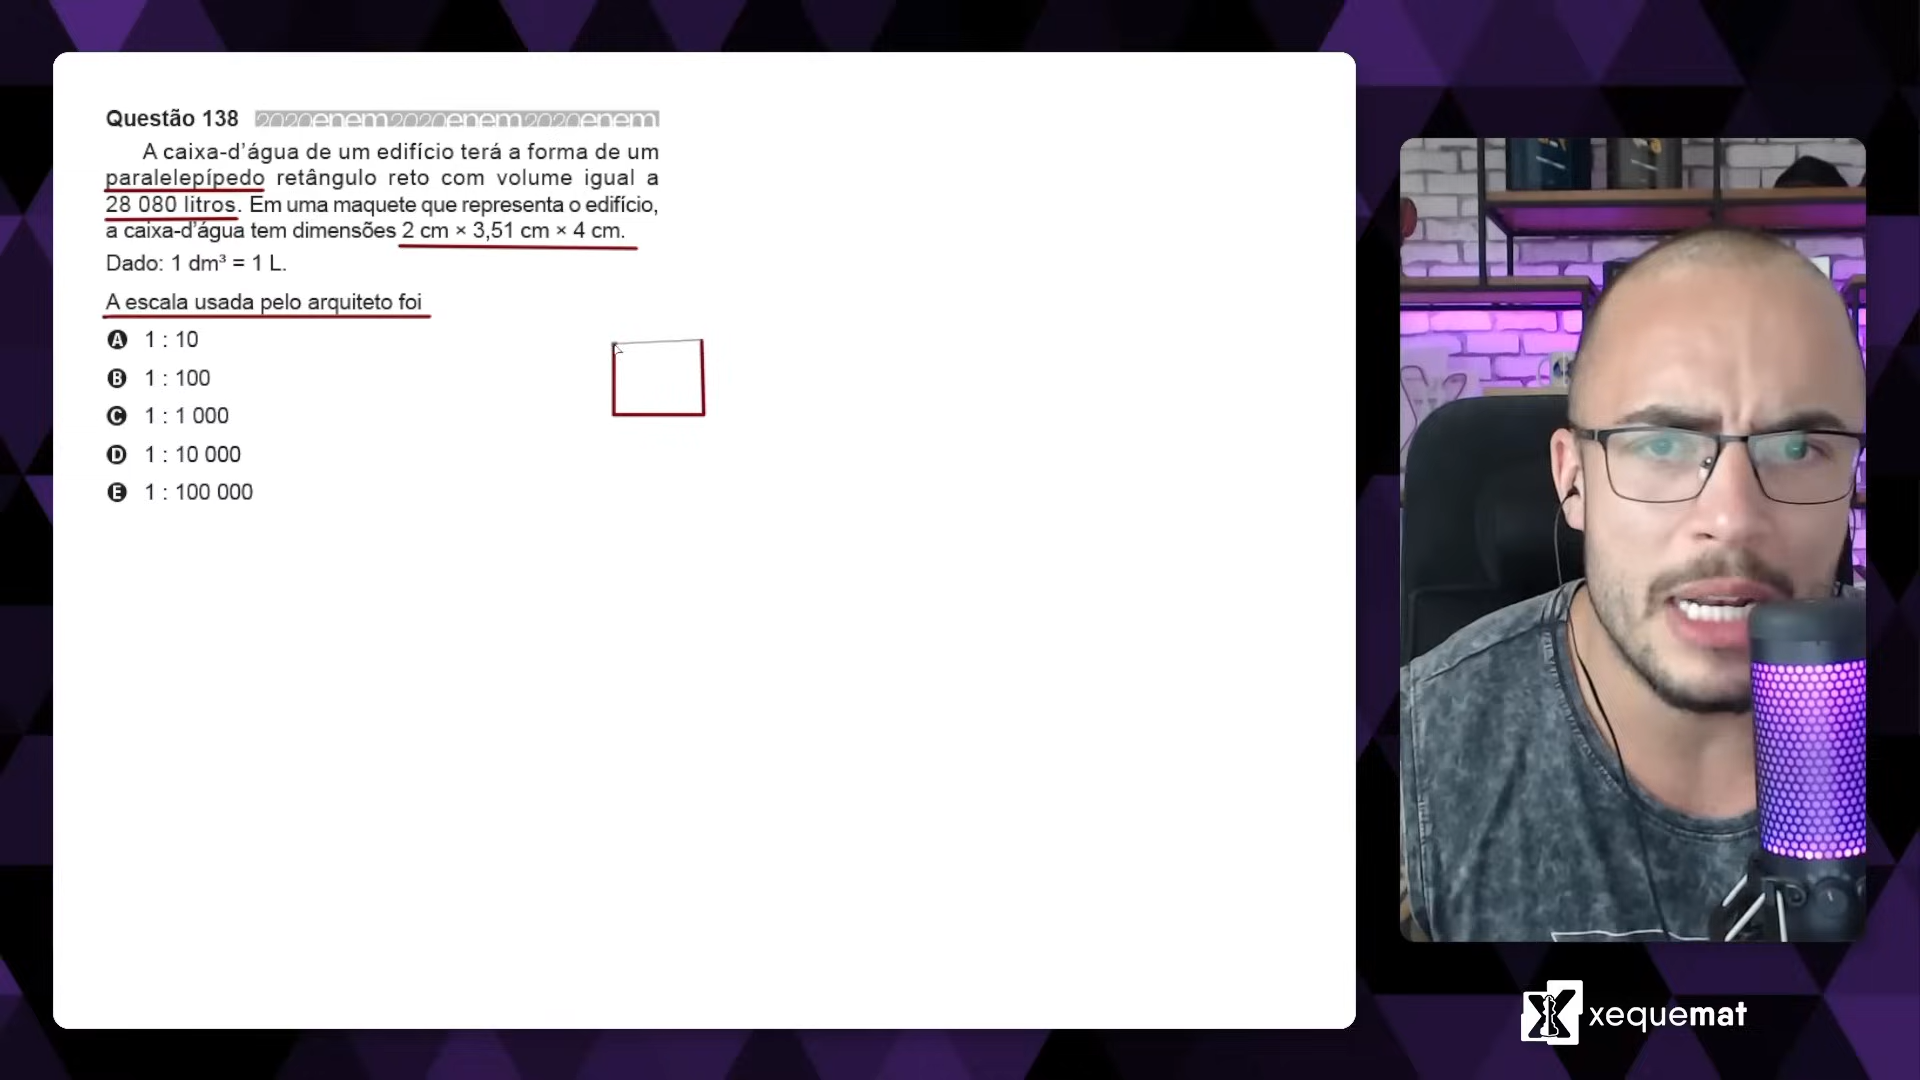 Questão 138 2020enem2020enem2020enem
A caixa-d’água de um edifício terá a forma de um
paralelepípedo retângulo reto com volume igual a
28 080 litros. Em uma maquete que representa o edifício,
a caixa-d’água tem dimensões 2 cm × 3,51 cm × 4 cm.
Dado: 1 dm³ = 1 L.
A escala usada pelo arquiteto foi
A 1 : 10
B 1 : 100
C 1 : 1 000
D 1 : 10 000
E 1 : 100 000
xequemat